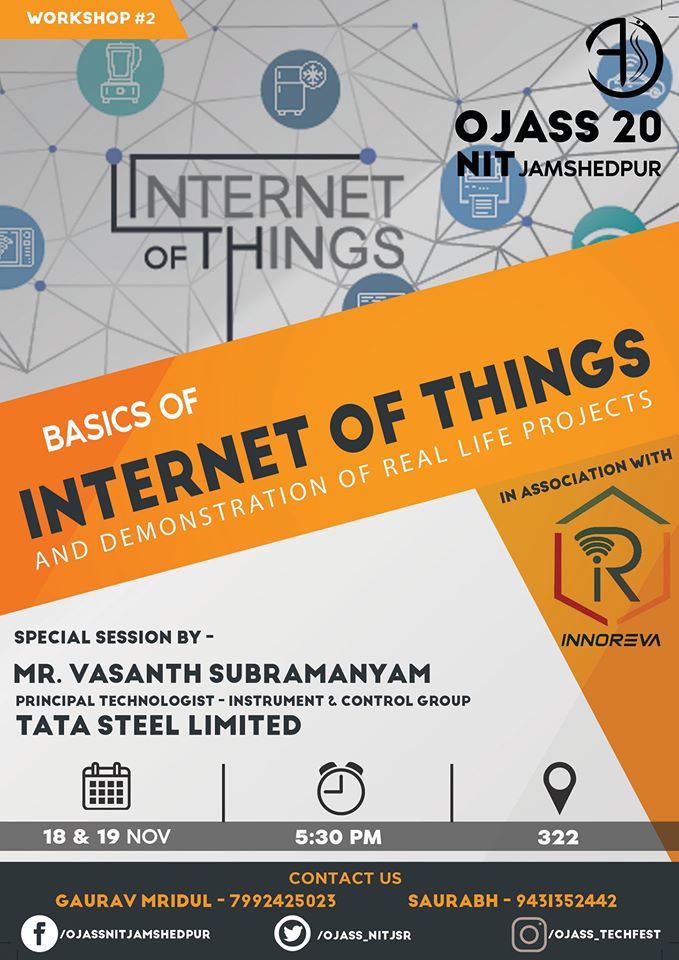 WORKSHOP #2
OJASS 20
NIT JAMSHEDPUR
INTERNET
OF THINGS
BASICS OF
INTERNET OF THINGS
AND DEMONSTRATION OF REAL LIFE PROJECTS
IN ASSOCIATION WITH
iR
INNOREVA
SPECIAL SESSION BY -
MR. VASANTH SUBRAMANYAM
PRINCIPAL TECHNOLOGIST - INSTRUMENT & CONTROL GROUP
TATA STEEL LIMITED
18 & 19 NOV
5:30 PM
322
CONTACT US
GAURAV MRIDUL - 7992425023
SAURABH - 9431352442
/OJASSNITJAMSHEDPUR
/OJASS_NITJSR
/OJASS_TECHFEST